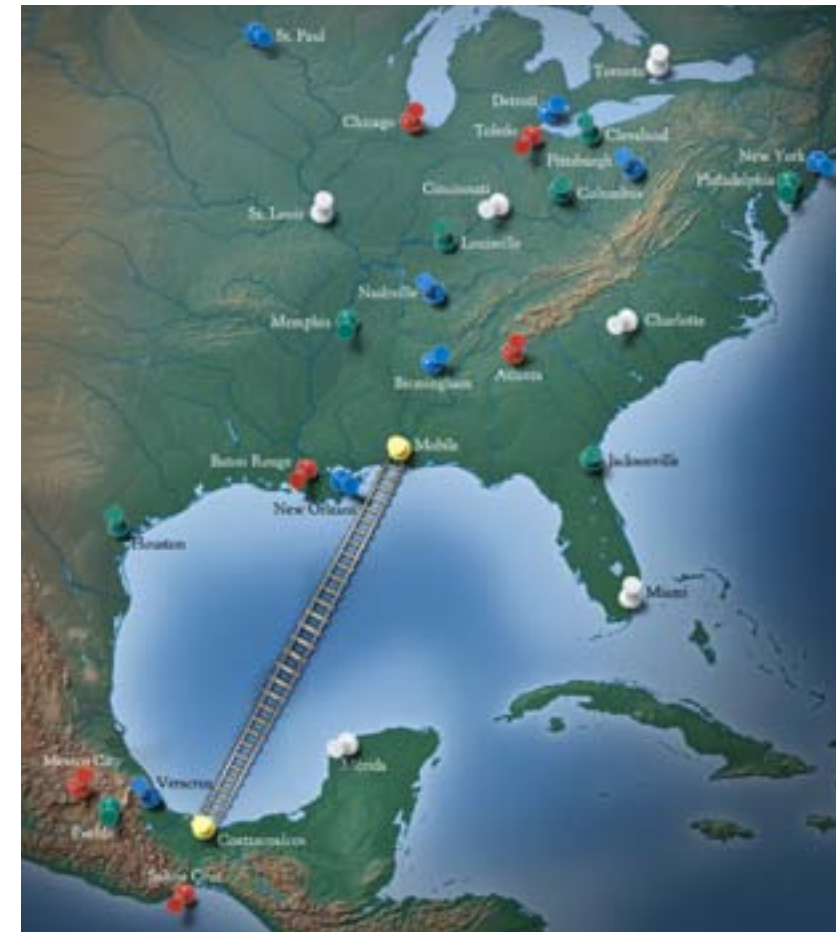 St. Paul
Toronto
Detroit
Chicago
Toledo
Cleveland
New York
Pittsburgh
Philadelphia
Cincinnati
Columbus
St. Louis
Louisville
Nashville
Memphis
Charlotte
Atlanta
Birmingham
Mobile
Baton Rouge
Jacksonville
New Orleans
Houston
Miami
Mexico City
Merida
Veracruz
Puebla
Coatzacoalcos
Salina Cruz